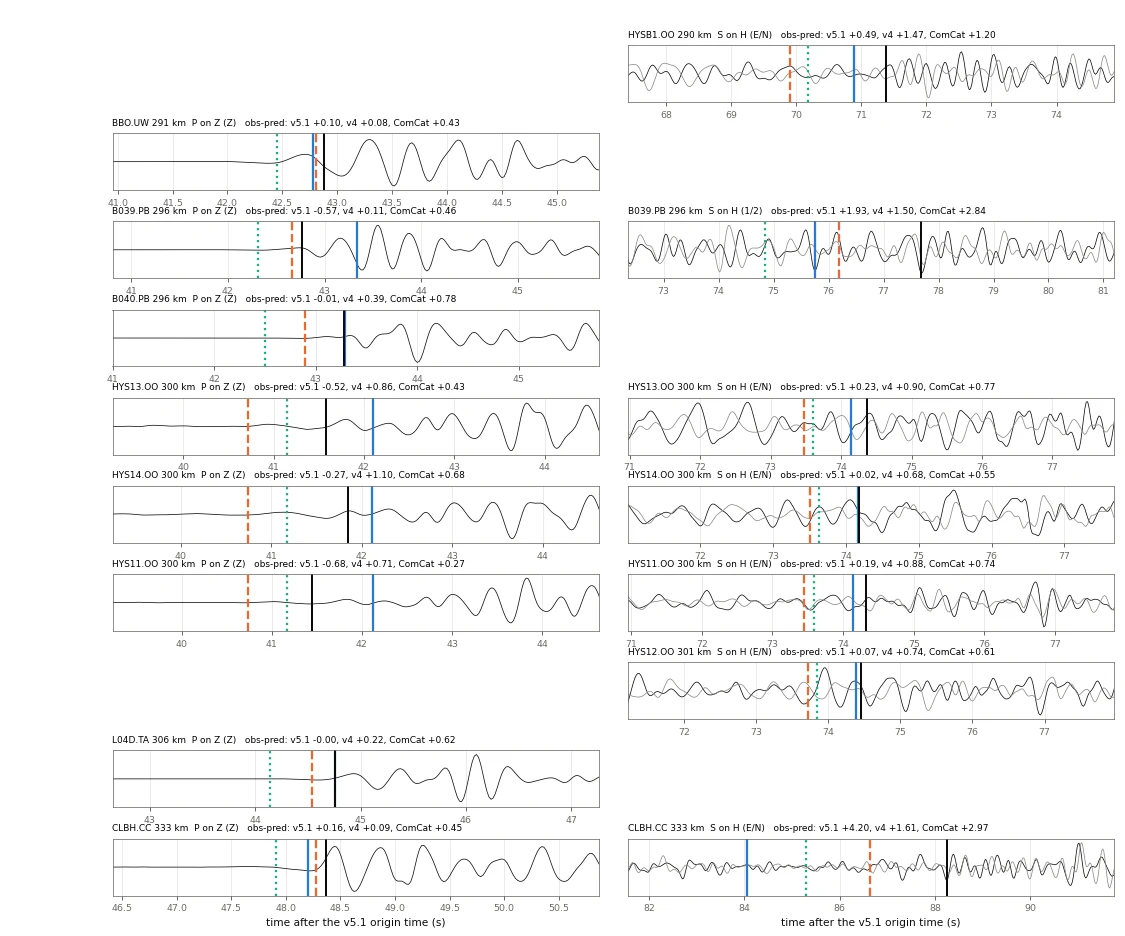 HYSB1.OO 290 km S on H (E/N) obs-pred: v5.1 +0.49, v4 +1.47, ComCat +1.20
68 69 70 71 72 73 74
BBO.UW 291 km P on Z (Z) obs-pred: v5.1 +0.10, v4 +0.08, ComCat +0.43
41.0 41.5 42.0 42.5 43.0 43.5 44.0 44.5 45.0
B039.PB 296 km P on Z (Z) obs-pred: v5.1 -0.57, v4 +0.11, ComCat +0.46
41 42 43 44 45
B039.PB 296 km S on H (1/2) obs-pred: v5.1 +1.93, v4 +1.50, ComCat +2.84
73 74 75 76 77 78 79 80 81
B040.PB 296 km P on Z (Z) obs-pred: v5.1 -0.01, v4 +0.39, ComCat +0.78
41 42 43 44 45
HYS13.OO 300 km P on Z (Z) obs-pred: v5.1 -0.52, v4 +0.86, ComCat +0.43
40 41 42 43 44
HYS13.OO 300 km S on H (E/N) obs-pred: v5.1 +0.23, v4 +0.90, ComCat +0.77
71 72 73 74 75 76 77
HYS14.OO 300 km P on Z (Z) obs-pred: v5.1 -0.27, v4 +1.10, ComCat +0.68
40 41 42 43 44
HYS14.OO 300 km S on H (E/N) obs-pred: v5.1 +0.02, v4 +0.68, ComCat +0.55
72 73 74 75 76 77
HYS11.OO 300 km P on Z (Z) obs-pred: v5.1 -0.68, v4 +0.71, ComCat +0.27
40 41 42 43 44
HYS11.OO 300 km S on H (E/N) obs-pred: v5.1 +0.19, v4 +0.88, ComCat +0.74
71 72 73 74 75 76 77
HYS12.OO 301 km S on H (E/N) obs-pred: v5.1 +0.07, v4 +0.74, ComCat +0.61
72 73 74 75 76 77
L04D.TA 306 km P on Z (Z) obs-pred: v5.1 -0.00, v4 +0.22, ComCat +0.62
43 44 45 46 47
CLBH.CC 333 km P on Z (Z) obs-pred: v5.1 +0.16, v4 +0.09, ComCat +0.45
46.5 47.0 47.5 48.0 48.5 49.0 49.5 50.0 50.5
time after the v5.1 origin time (s)
CLBH.CC 333 km S on H (E/N) obs-pred: v5.1 +4.20, v4 +1.61, ComCat +2.97
82 84 86 88 90
time after the v5.1 origin time (s)